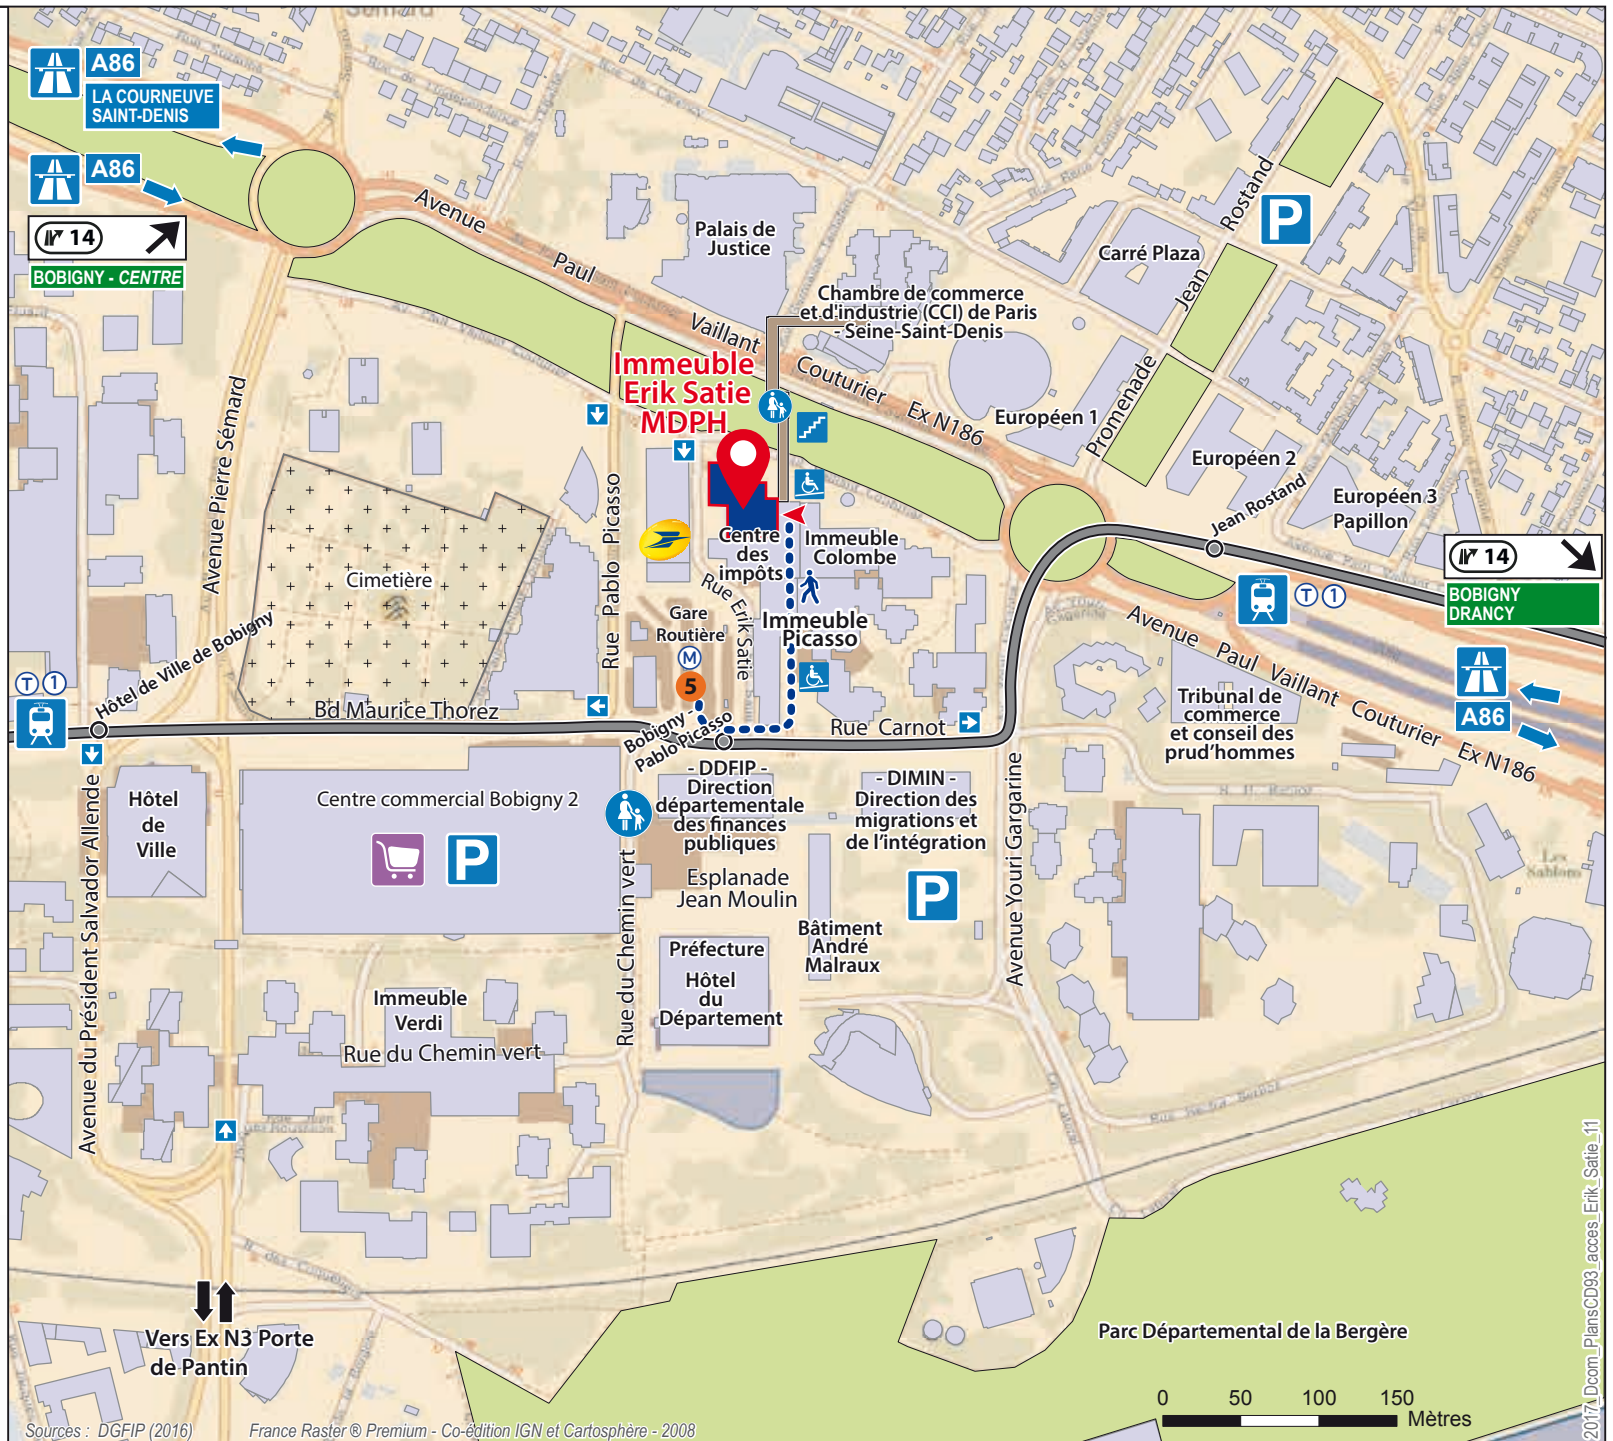 A86
LA COURNEUVE
SAINT-DENIS
A86
14
BOBIGNY - CENTRE
Avenue Paul Vaillant Couturier Ex N186
Palais de
Justice
Chambre de commerce
et d'industrie (CCI) de Paris
- Seine-Saint-Denis
Carré Plaza
Promenade Jean Rostand
P
Immeuble
Erik Satie
MDPH
Européen 1
Européen 2
Européen 3
Papillon
Jean Rostand
14
BOBIGNY
DRANCY
T 1
Avenue Pierre Sémard
Cimetière
Rue Pablo Picasso
Centre
des
impôts
Immeuble
Colombe
Rue Erik Satie
Gare
Routière
M
5
Immeuble
Picasso
Avenue Paul Vaillant Couturier Ex N186
A86
Tribunal de
commerce
et conseil des
prud'hommes
T 1
Hôtel de Ville de Bobigny
Bd Maurice Thorez
Bobigny -
Pablo Picasso
Rue Carnot
Hôtel
de
Ville
Centre commercial Bobigny 2
P
- DDFIP -
Direction
départementale
des finances
publiques
- DIMIN -
Direction des
migrations et
de l'intégration
P
Esplanade
Jean Moulin
Bâtiment
André
Malraux
Avenue Youri Gargarine
Avenue du Président Salvador Allende
Rue du Chemin vert
Préfecture
Hôtel
du
Département
Immeuble
Verdi
Rue du Chemin vert
Les
Sablons
Vers Ex N3 Porte
de Pantin
Parc Départemental de la Bergère
0 50 100 150
Mètres
Sources : DGFIP (2016) France Raster ® Premium - Co-édition IGN et Cartosphère - 2008
2017_Dcom_PlansCD93_acces_Erik_Satie_11